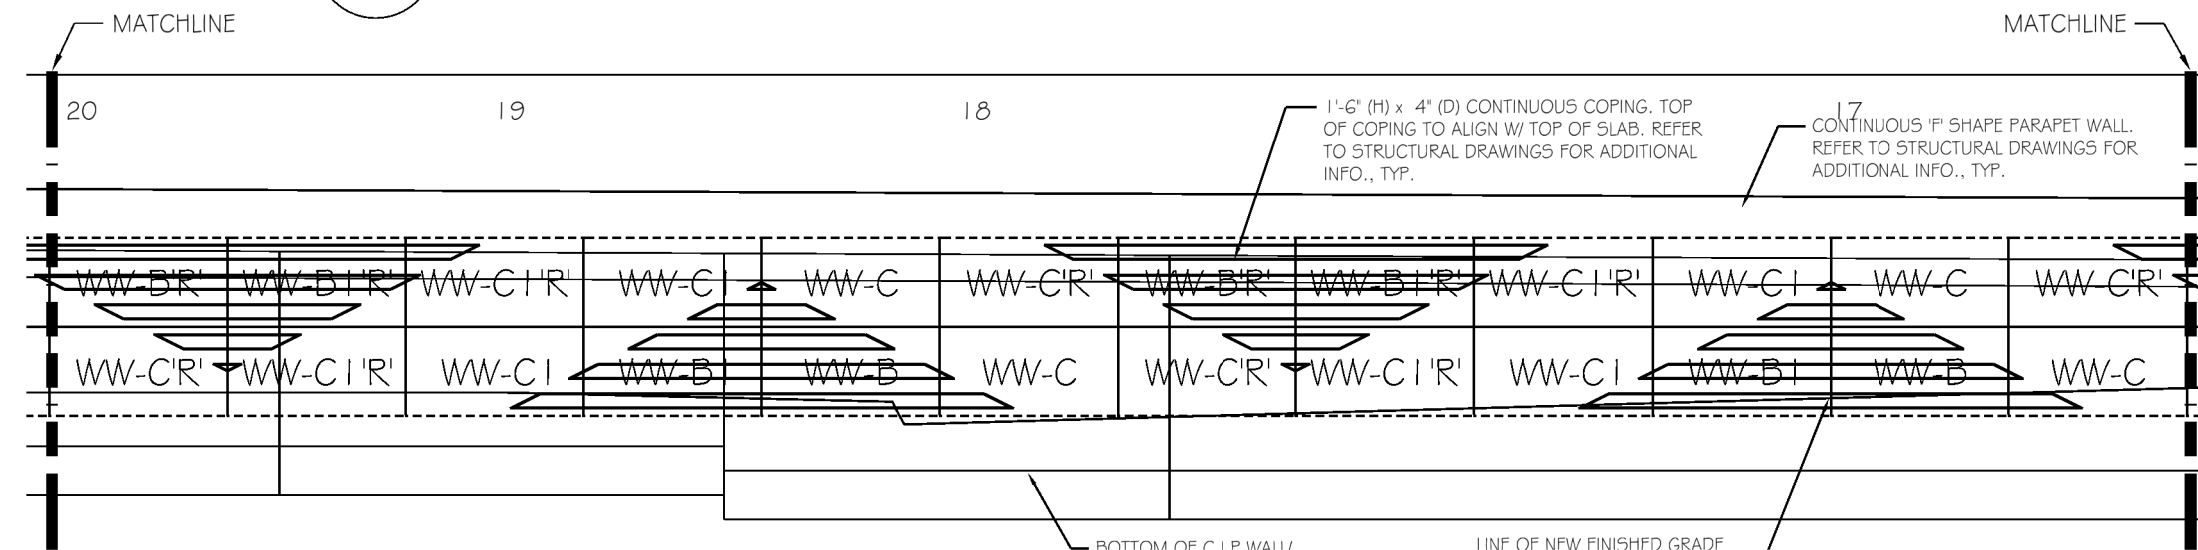 MATCHLINE
MATCHLINE
20
19
18
17
1'-6" (H) x 4" (D) CONTINUOUS COPING. TOP
OF COPING TO ALIGN W/ TOP OF SLAB. REFER
TO STRUCTURAL DRAWINGS FOR ADDITIONAL
INFO., TYP.
CONTINUOUS 'F' SHAPE PARAPET WALL.
REFER TO STRUCTURAL DRAWINGS FOR
ADDITIONAL INFO., TYP.
WW-B'R' WW-B1'R' WW-C1'R' WW-C1 WW-C WW-C'R' WW-B'R' WW-B1'R' WW-C1'R' WW-C1 WW-C WW-C'R'
WW-C'R' WW-C1'R' WW-C1 WW-B1 WW-B WW-C WW-C'R' WW-C1'R' WW-C1 WW-B1 WW-B WW-C
BOTTOM OF C.I.P. WALL/
LINE OF NEW FINISHED GRADE